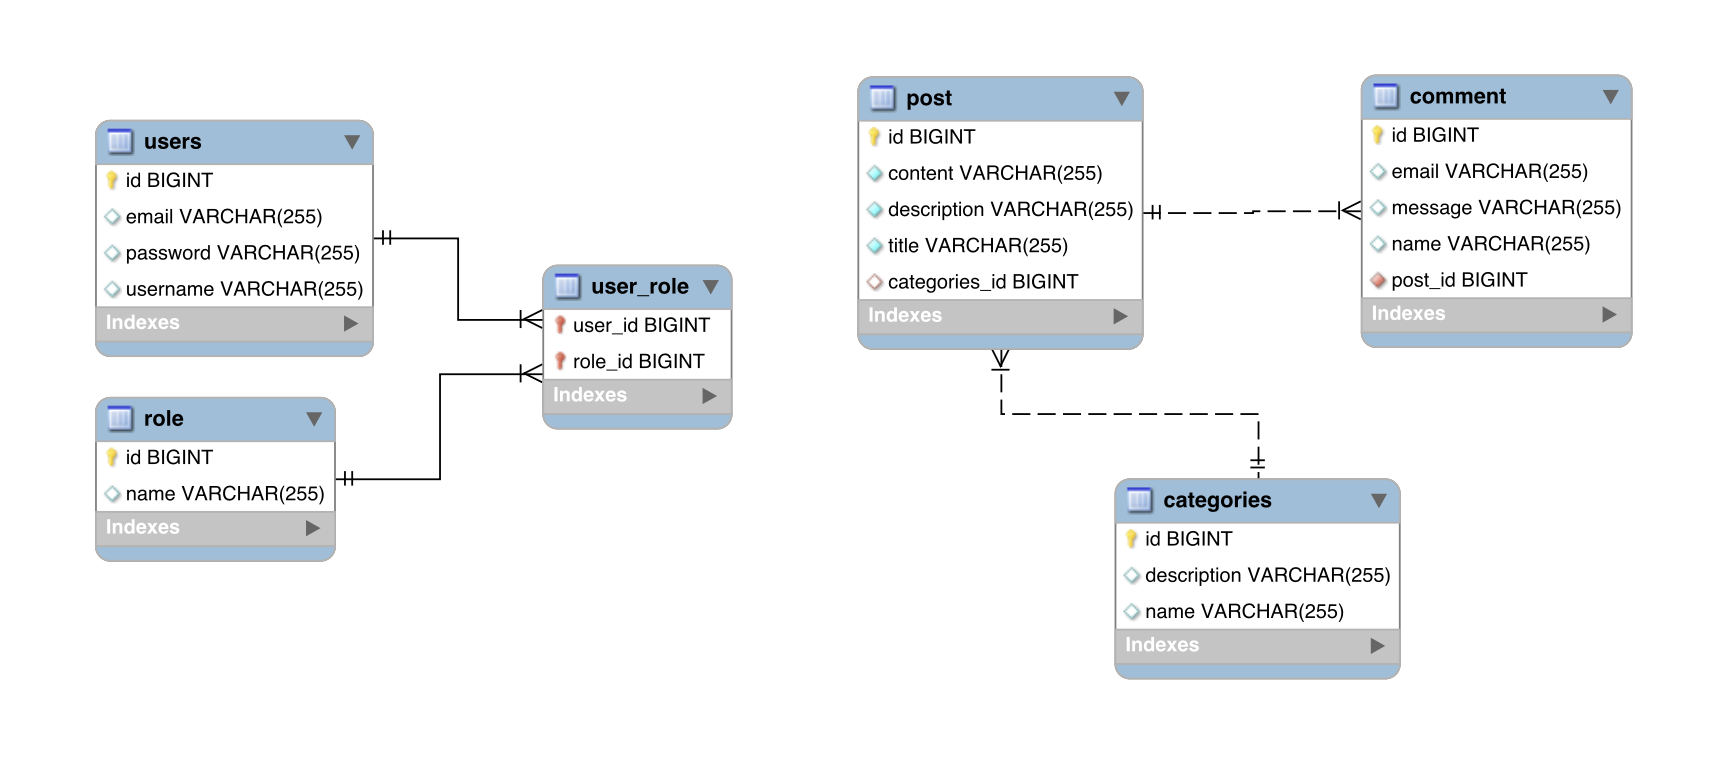 users
id BIGINT
email VARCHAR(255)
password VARCHAR(255)
username VARCHAR(255)
Indexes
role
id BIGINT
name VARCHAR(255)
Indexes
user_role
user_id BIGINT
role_id BIGINT
Indexes
post
id BIGINT
content VARCHAR(255)
description VARCHAR(255)
title VARCHAR(255)
categories_id BIGINT
Indexes
comment
id BIGINT
email VARCHAR(255)
message VARCHAR(255)
name VARCHAR(255)
post_id BIGINT
Indexes
categories
id BIGINT
description VARCHAR(255)
name VARCHAR(255)
Indexes